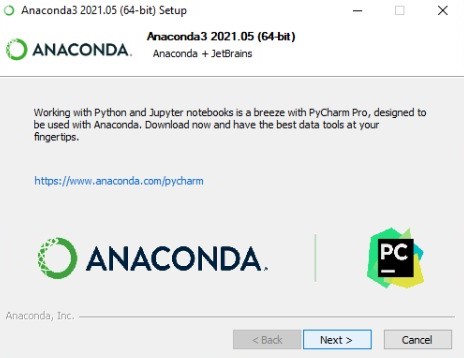 Anaconda3 2021.05 (64-bit) Setup
ANACONDA.
Anaconda3 2021.05 (64-bit)
Anaconda + JetBrains
Working with Python and Jupyter notebooks is a breeze with PyCharm Pro, designed to
be used with Anaconda. Download now and have the best data tools at your
fingertips.
https://www.anaconda.com/pycharm
ANACONDA.
PC
Anaconda, Inc.
< Back
Next >
Cancel